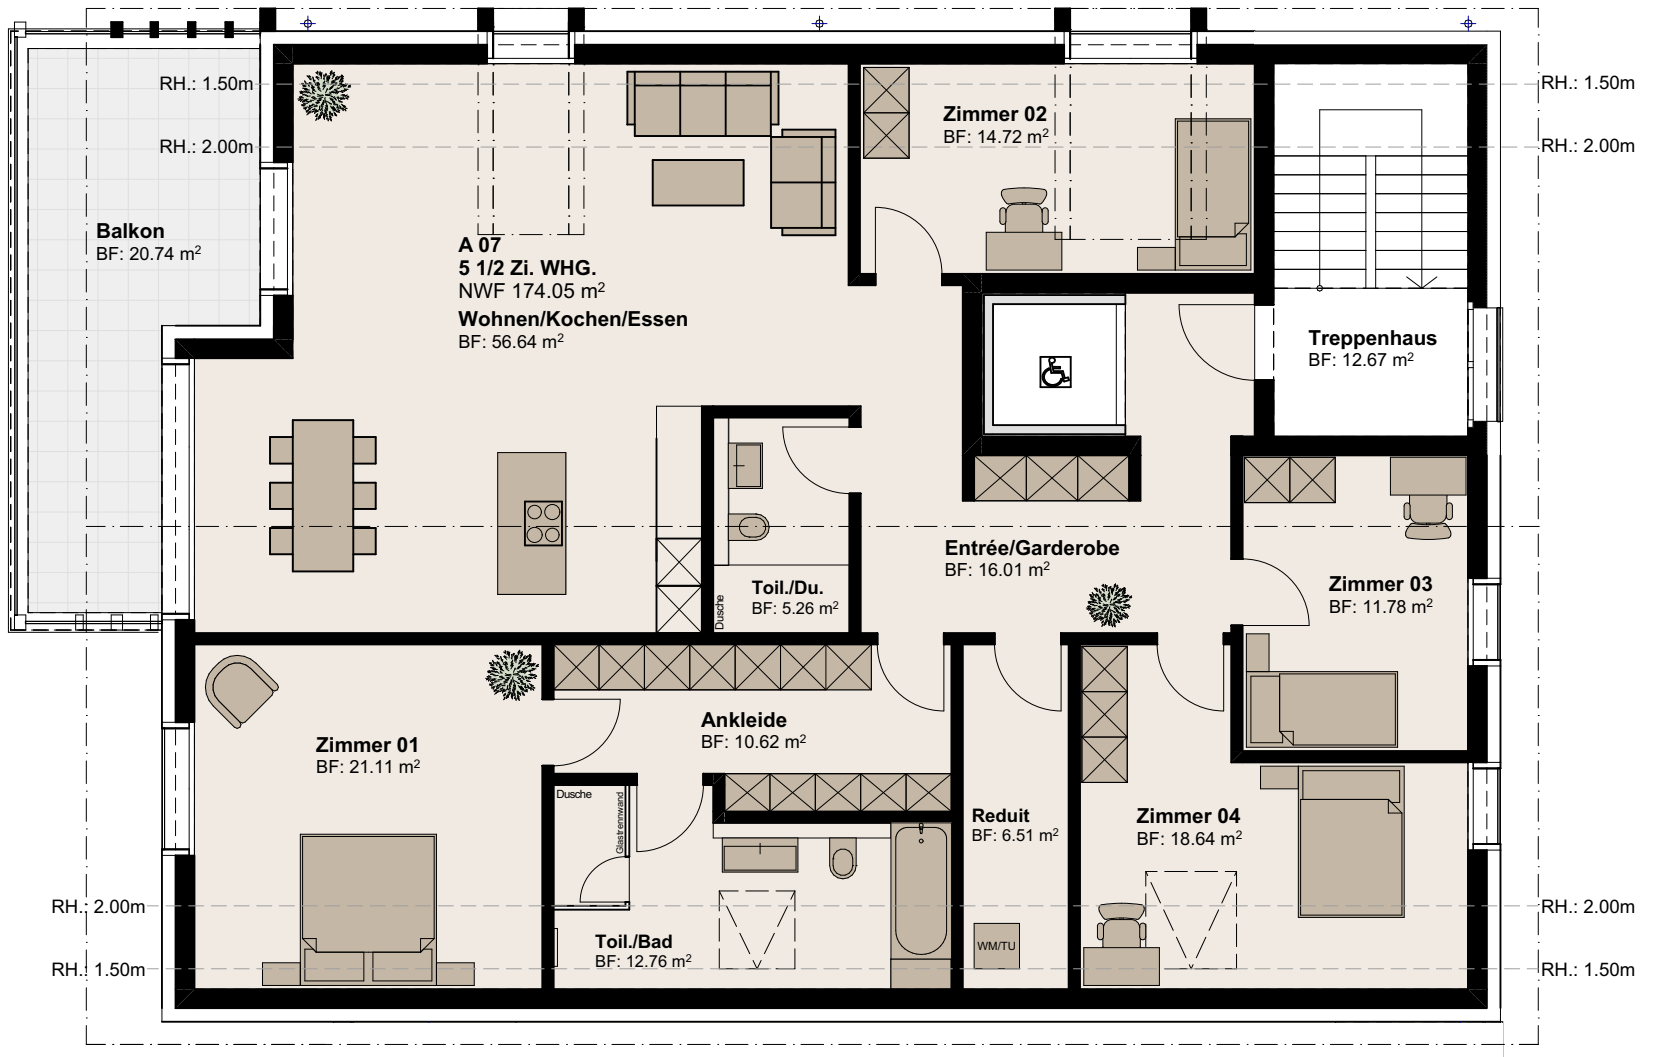 RH.: 1.50m
RH.: 1.50m
RH.: 2.00m
RH.: 2.00m
Zimmer 02
BF: 14.72 m²
Balkon
BF: 20.74 m²
A 07
5 1/2 Zi. WHG.
NWF 174.05 m²
Wohnen/Kochen/Essen
BF: 56.64 m²
Treppenhaus
BF: 12.67 m²
Entrée/Garderobe
BF: 16.01 m²
Toil./Du.
BF: 5.26 m²
Dusche
Zimmer 03
BF: 11.78 m²
Zimmer 01
BF: 21.11 m²
Ankleide
BF: 10.62 m²
Dusche
Glastrennwand
Reduit
BF: 6.51 m²
Zimmer 04
BF: 18.64 m²
RH.: 2.00m
RH.: 2.00m
Toil./Bad
BF: 12.76 m²
WM/TU
RH.: 1.50m
RH.: 1.50m